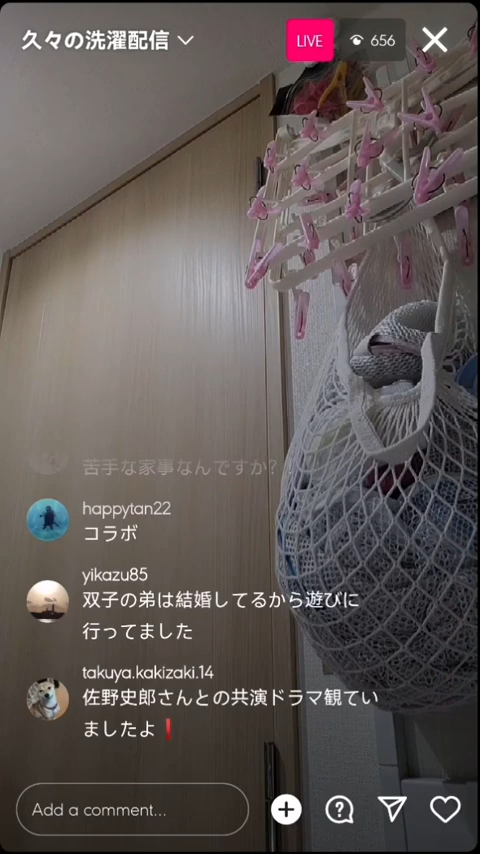 久々の洗濯配信
LIVE
656
苦手な家事なんですか?
happytan22
コラボ
yikazu85
双子の弟は結婚してるから遊びに
行ってました
takuya.kakizaki.14
佐野史郎さんとの共演ドラマ観てい
ましたよ❗
Add a comment...